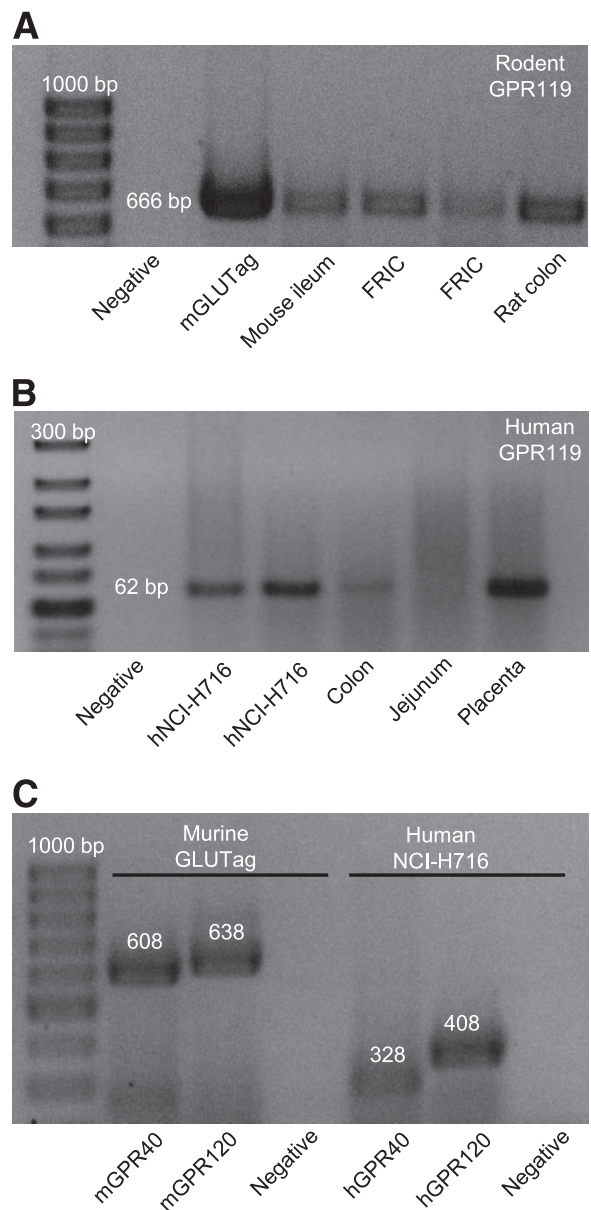 A
1000 bp
Rodent
GPR119
666 bp
Negative
mGLUTag
Mouse ileum
FRIC
FRIC
Rat colon
B
300 bp
Human
GPR119
62 bp
Negative
hNCI-H716
hNCI-H716
Colon
Jejunum
Placenta
C
1000 bp
Murine
GLUTag
Human
NCI-H716
608
638
328
408
mGPR40
mGPR120
Negative
hGPR40
hGPR120
Negative